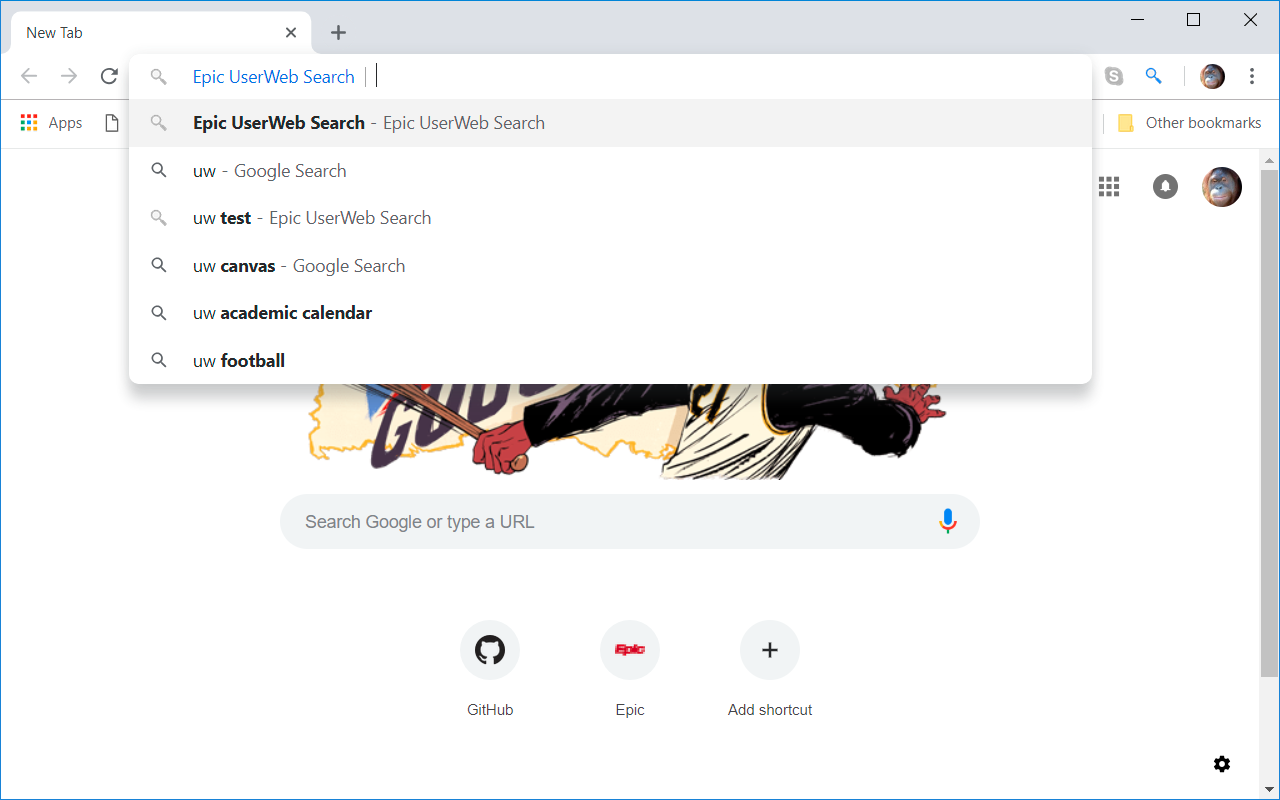 New Tab
Epic UserWeb Search |
Apps
Other bookmarks
Epic UserWeb Search - Epic UserWeb Search
uw - Google Search
uw test - Epic UserWeb Search
uw canvas - Google Search
uw academic calendar
uw football
GOO
Search Google or type a URL
Epic
GitHub
Epic
Add shortcut